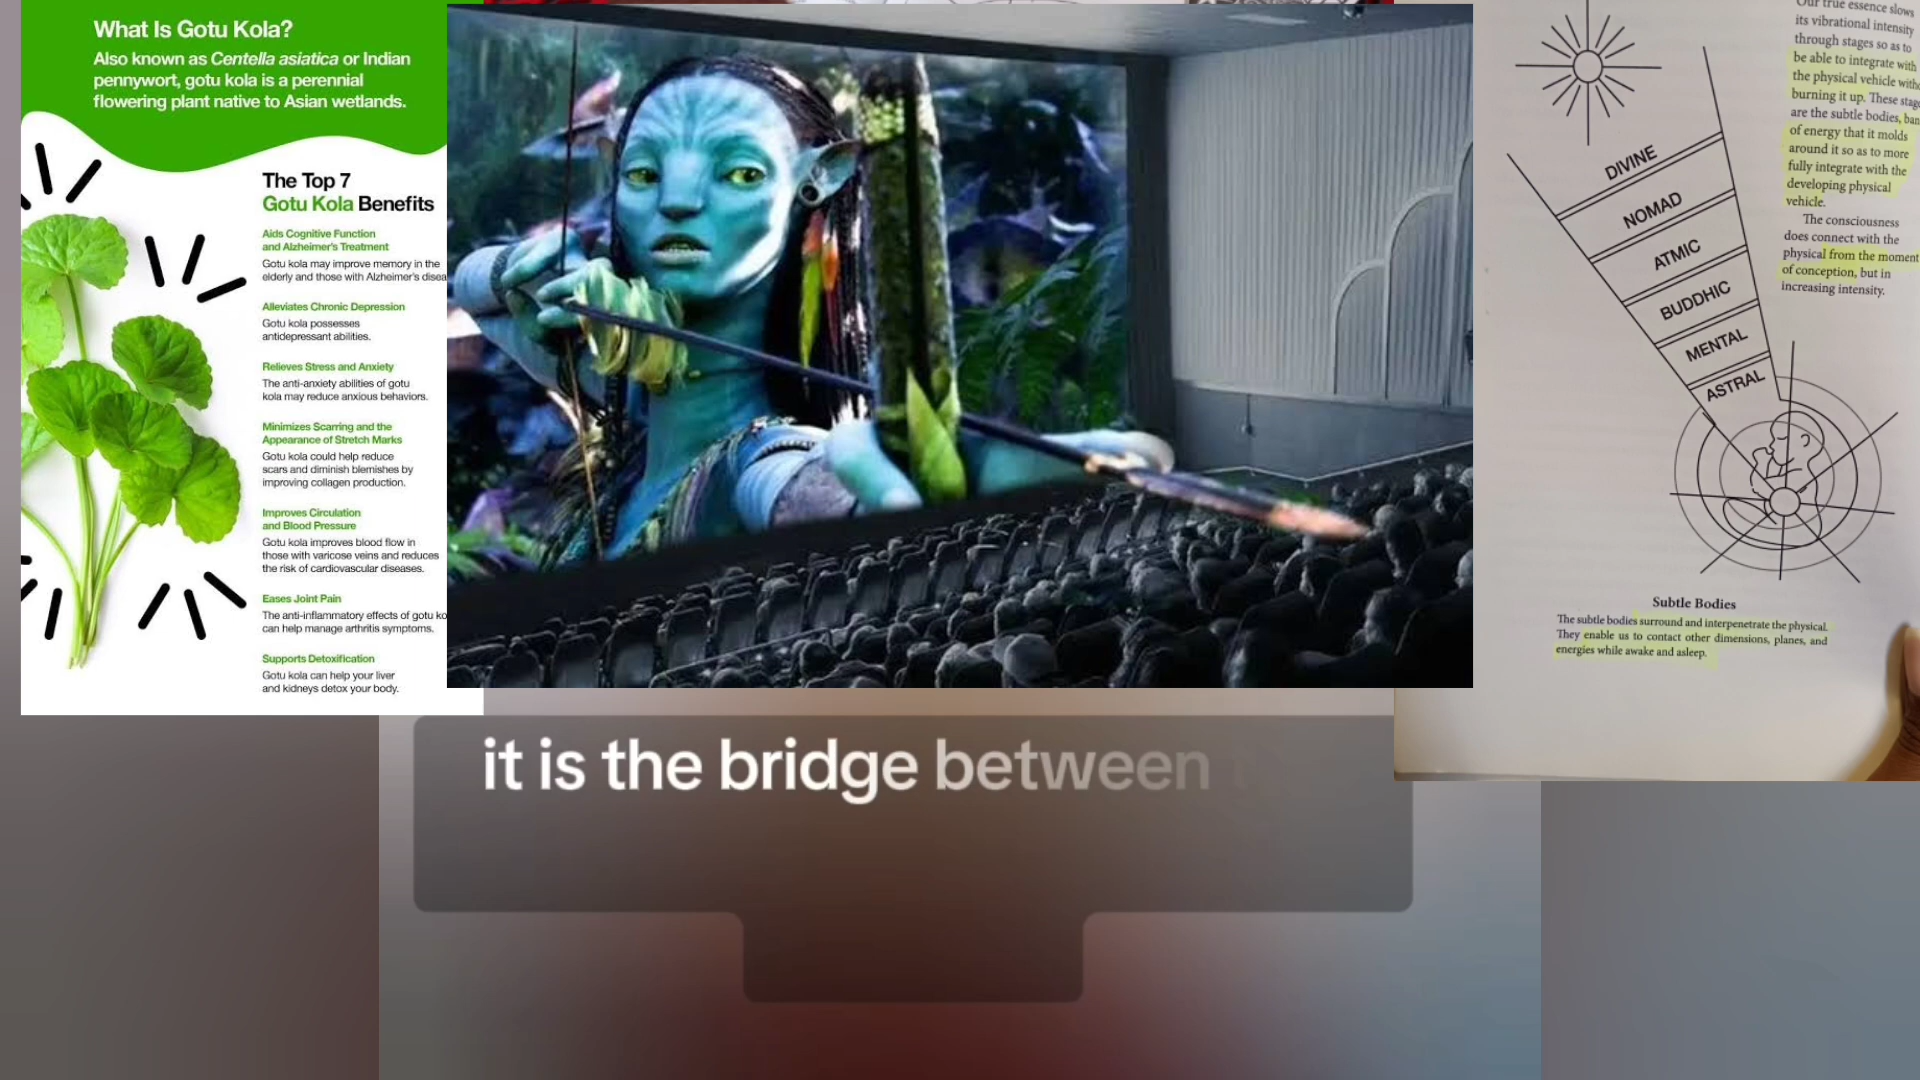 What Is Gotu Kola?
Also known as Centella asiatica or Indian
pennywort, gotu kola is a perennial
flowering plant native to Asian wetlands.
The Top 7
Gotu Kola Benefits
Aids Cognitive Function
and Alzheimer's Treatment
Gotu kola may improve memory in the
elderly and those with Alzheimer's disea
Alleviates Chronic Depression
Gotu kola possesses
antidepressant abilities.
Relieves Stress and Anxiety
The anti-anxiety abilities of gotu
kola may reduce anxious behaviors.
Minimizes Scarring and the
Appearance of Stretch Marks
Gotu kola could help reduce
scars and diminish blemishes by
improving collagen production.
Improves Circulation
and Blood Pressure
Gotu kola improves blood flow in
those with varicose veins and reduces
the risk of cardiovascular diseases.
Eases Joint Pain
The anti-inflammatory effects of gotu ko
can help manage arthritis symptoms.
Supports Detoxification
Gotu kola can help your liver
and kidneys detox your body.
it is the bridge between
Our true essence slows
its vibrational intensity
through stages so as to
be able to integrate with
the physical vehicle witho
burning it up. These stag
are the subtle bodies, ban
of energy that it molds
around it so as to more
fully integrate with the
developing physical
vehicle.
The consciousness
does connect with the
physical from the moment
of conception, but in
increasing intensity.
DIVINE
NOMAD
ATMIC
BUDDHIC
MENTAL
ASTRAL
Subtle Bodies
The subtle bodies surround and interpenetrate the physical.
They enable us to contact other dimensions, planes, and
energies while awake and asleep.